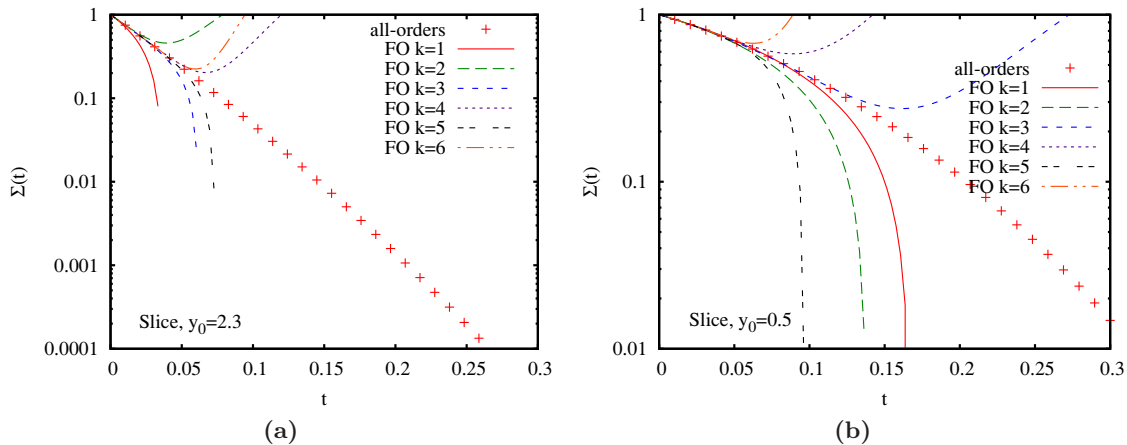 1
0.1
0.01
0.001
0.0001
0 0.05 0.1 0.15 0.2 0.25 0.3
Σ(t)
t
Slice, y0=2.3
all-orders
FO k=1
FO k=2
FO k=3
FO k=4
FO k=5
FO k=6
(a)
1
0.1
0.01
0 0.05 0.1 0.15 0.2 0.25 0.3
Σ(t)
t
Slice, y0=0.5
all-orders
FO k=1
FO k=2
FO k=3
FO k=4
FO k=5
FO k=6
(b)